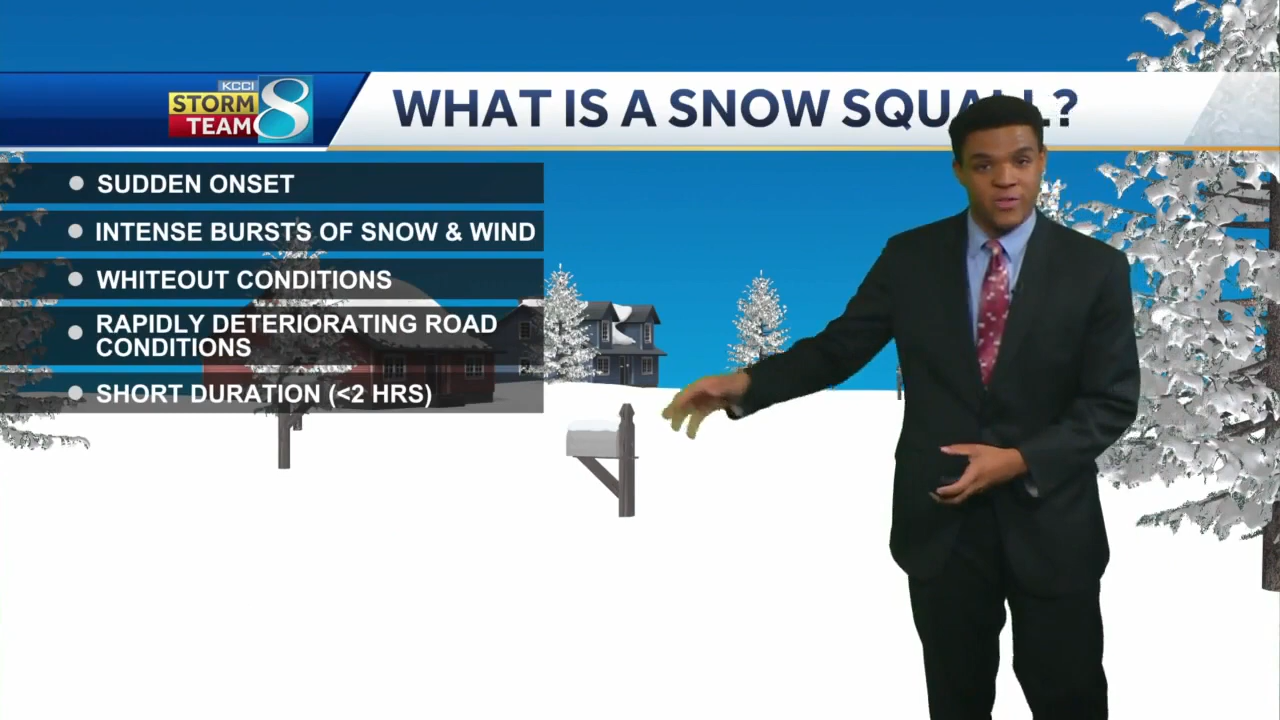 KCCI
STORM
TEAM 8
WHAT IS A SNOW SQUALL?
SUDDEN ONSET
INTENSE BURSTS OF SNOW & WIND
WHITEOUT CONDITIONS
RAPIDLY DETERIORATING ROAD
CONDITIONS
SHORT DURATION (<2 HRS)